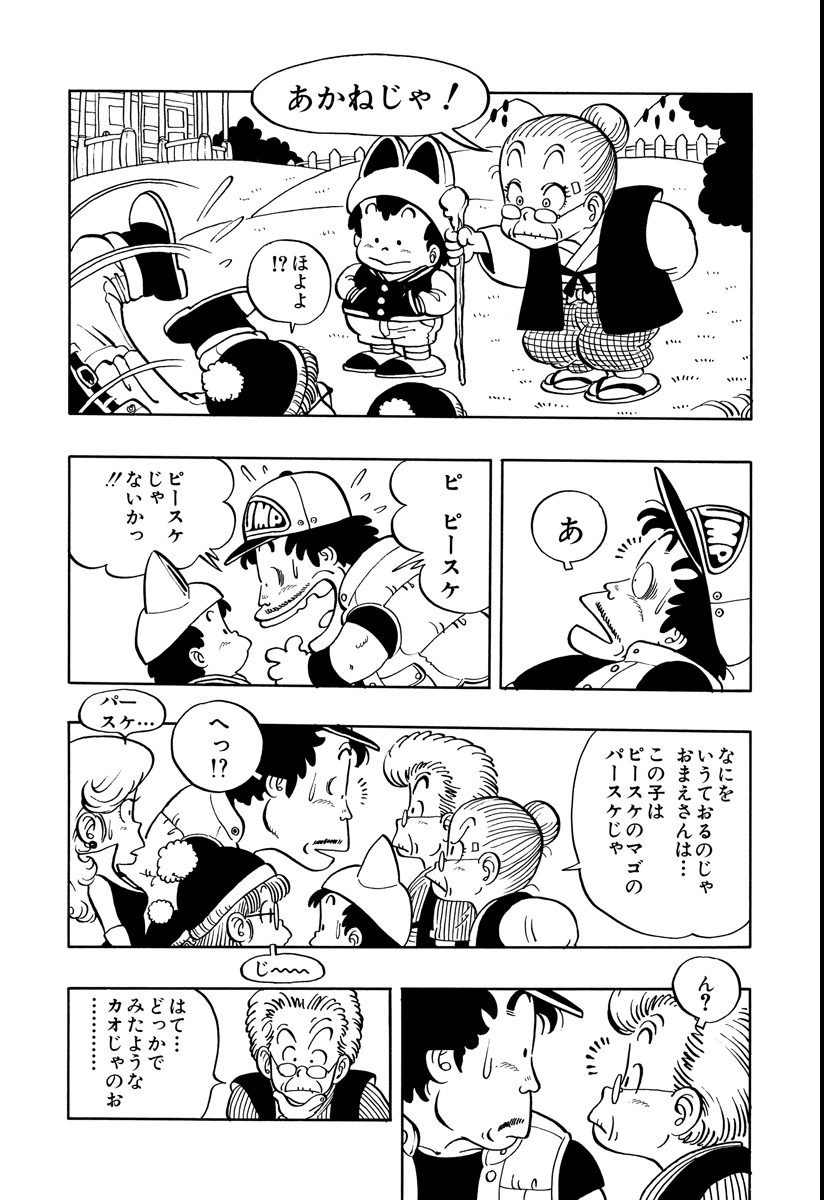 あかねじゃ！
ほよよ
!?
あ
ピ ピースケ
ピースケ
じゃ
ないかっ
!!
なにを
いうておるのじゃ
おまえさんは…
この子は
ピースケのマゴの
パースケじゃ
へっ!?
パー
スケ…
じ〜〜〜
ん？
はて…
どっかで
みたような
カオじゃのお
…………